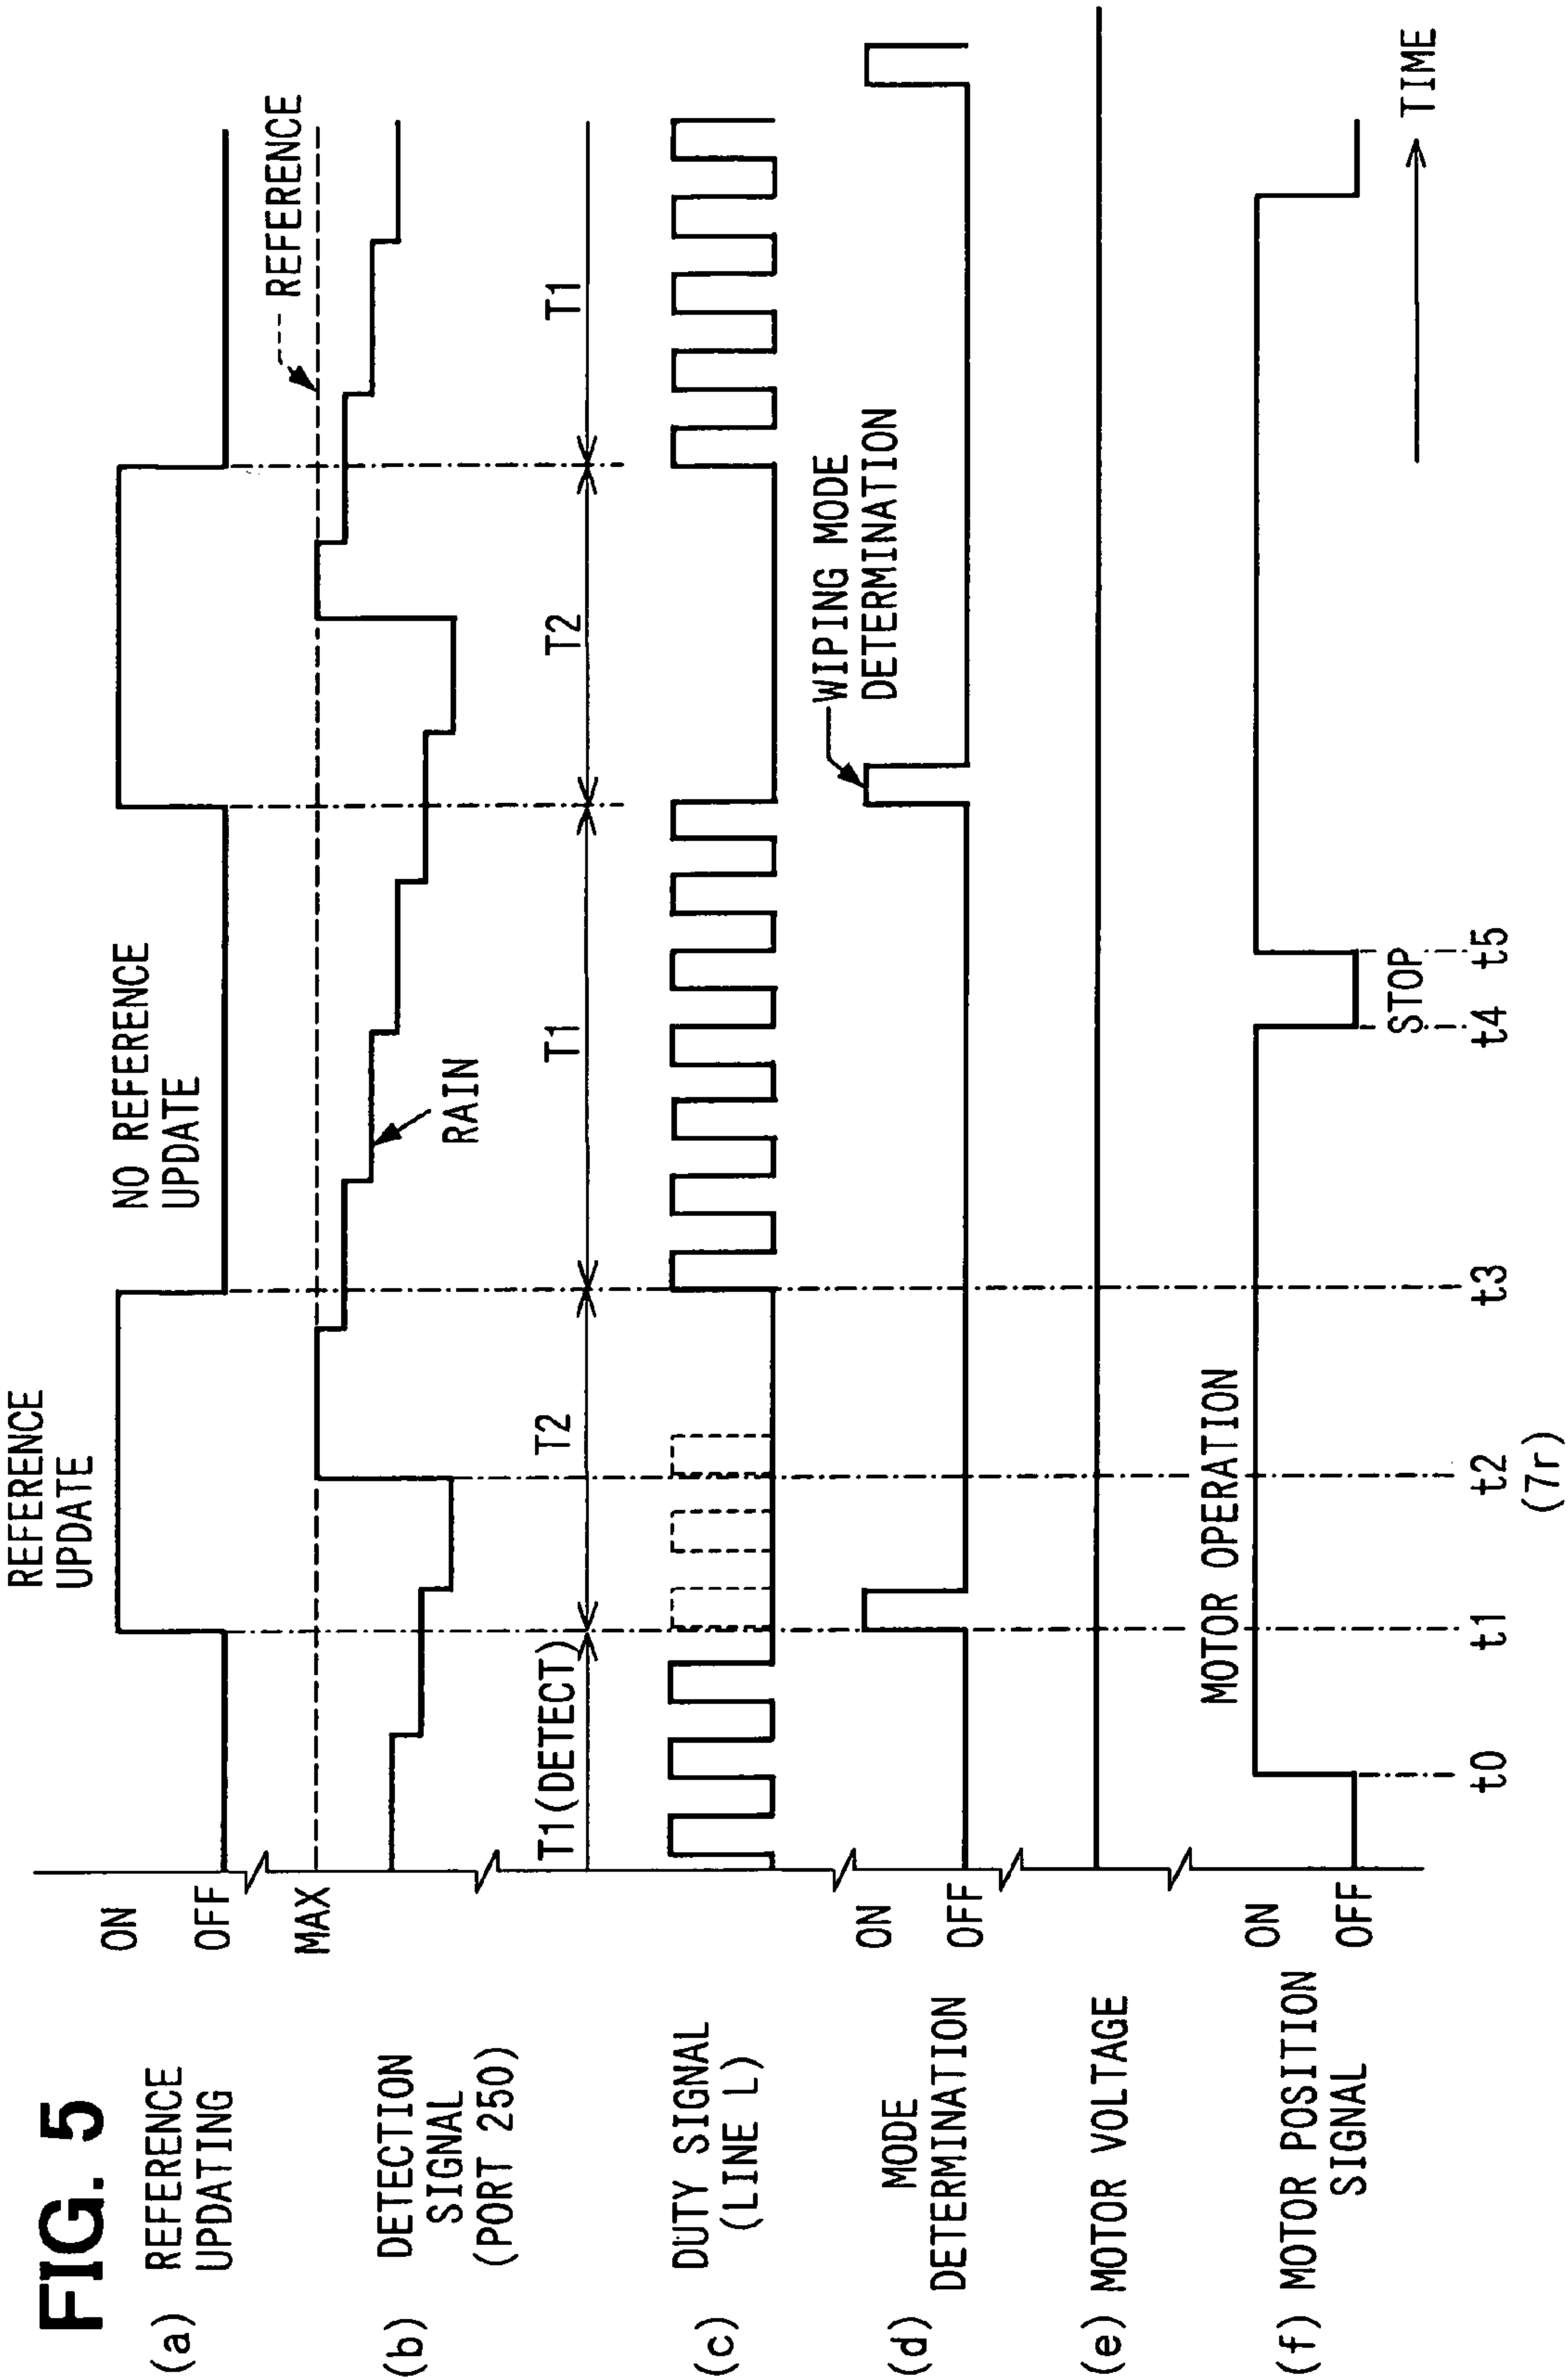 FIG. 5
(a) REFERENCE
UPDATING
ON
OFF
REFERENCE
UPDATE
NO REFERENCE
UPDATE
(b) DETECTION
SIGNAL
(PORT 250)
MAX
RAIN
REFERENCE
T1(DETECT)
T2
T1
T2
T1
(c) DUTY SIGNAL
(LINE L)
(d) MODE
DETERMINATION
ON
OFF
WIPING MODE
DETERMINATION
(e) MOTOR VOLTAGE
(f) MOTOR POSITION
SIGNAL
ON
OFF
MOTOR OPERATION
STOP
TIME
t0
t1
t2
(7r)
t3
t4
t5